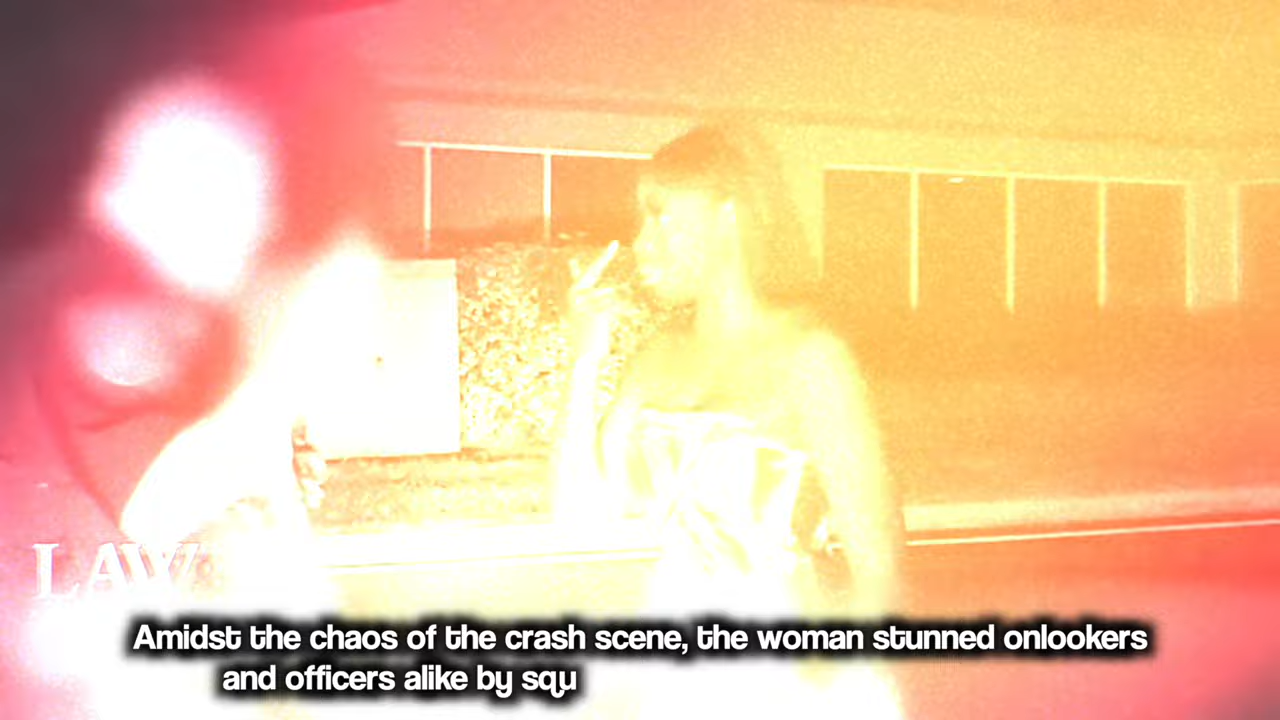 LAW
Amidst the chaos of the crash scene, the woman stunned onlookers
and officers alike by squ